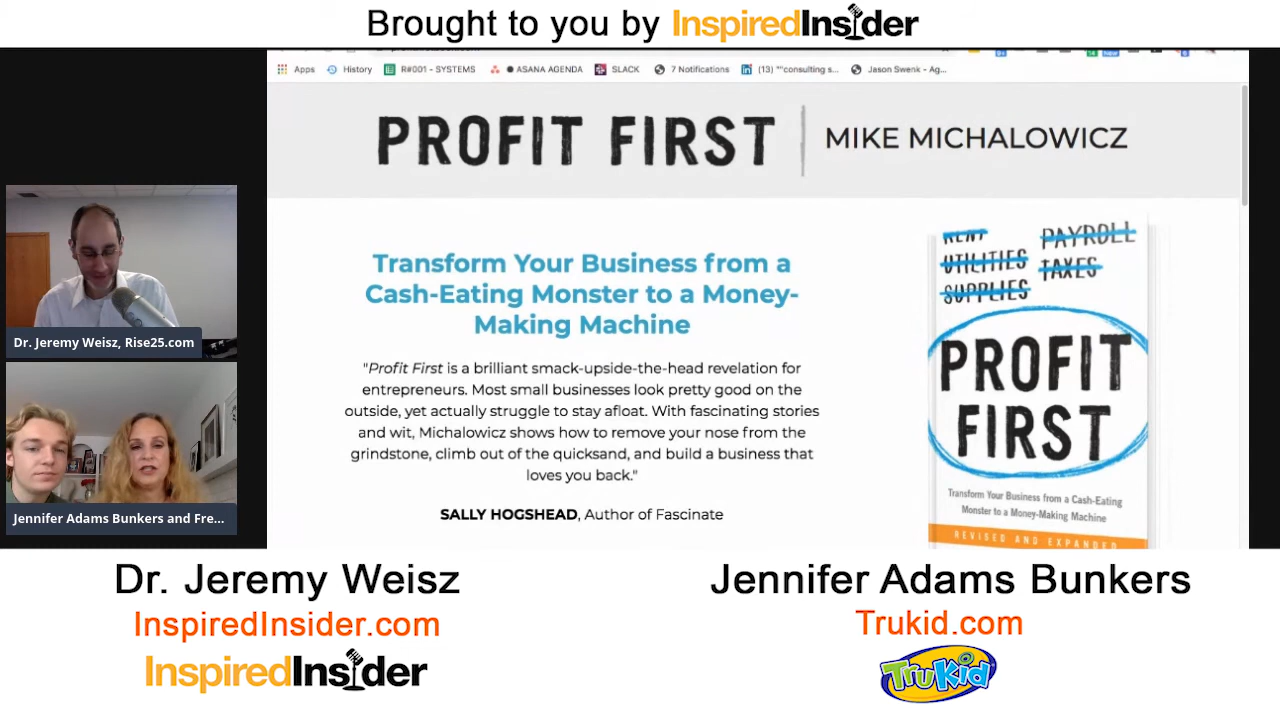 Brought to you by InspiredInsider
Apps History R#001 - SYSTEMS ASANA AGENDA SLACK 7 Notifications (13) ""consulting s... Jason Swenk - Ag...
PROFIT FIRST MIKE MICHALOWICZ
Transform Your Business from a
Cash-Eating Monster to a Money-
Making Machine
"Profit First is a brilliant smack-upside-the-head revelation for
entrepreneurs. Most small businesses look pretty good on the
outside, yet actually struggle to stay afloat. With fascinating stories
and wit, Michalowicz shows how to remove your nose from the
grindstone, climb out of the quicksand, and build a business that
loves you back."
SALLY HOGSHEAD, Author of Fascinate
RENT PAYROLL
UTILITIES TAXES
SUPPLIES
PROFIT
FIRST
Transform Your Business from a Cash-Eating
Monster to a Money-Making Machine
REVISED AND EXPANDED
Dr. Jeremy Weisz, Rise25.com
Jennifer Adams Bunkers and Fre...
Dr. Jeremy Weisz
InspiredInsider.com
InspiredInsider
Jennifer Adams Bunkers
Trukid.com
TruKid